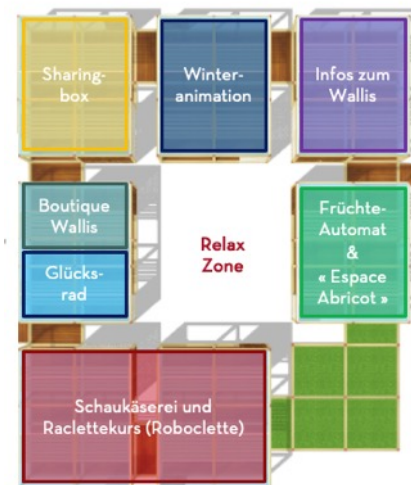 Sharing-
box
Winter-
animation
Infos zum
Wallis
Boutique
Wallis
Glücks-
rad
Relax
Zone
Früchte-
Automat
&
« Espace
Abricot »
Schaukäserei und
Raclettekurs (Roboclette)